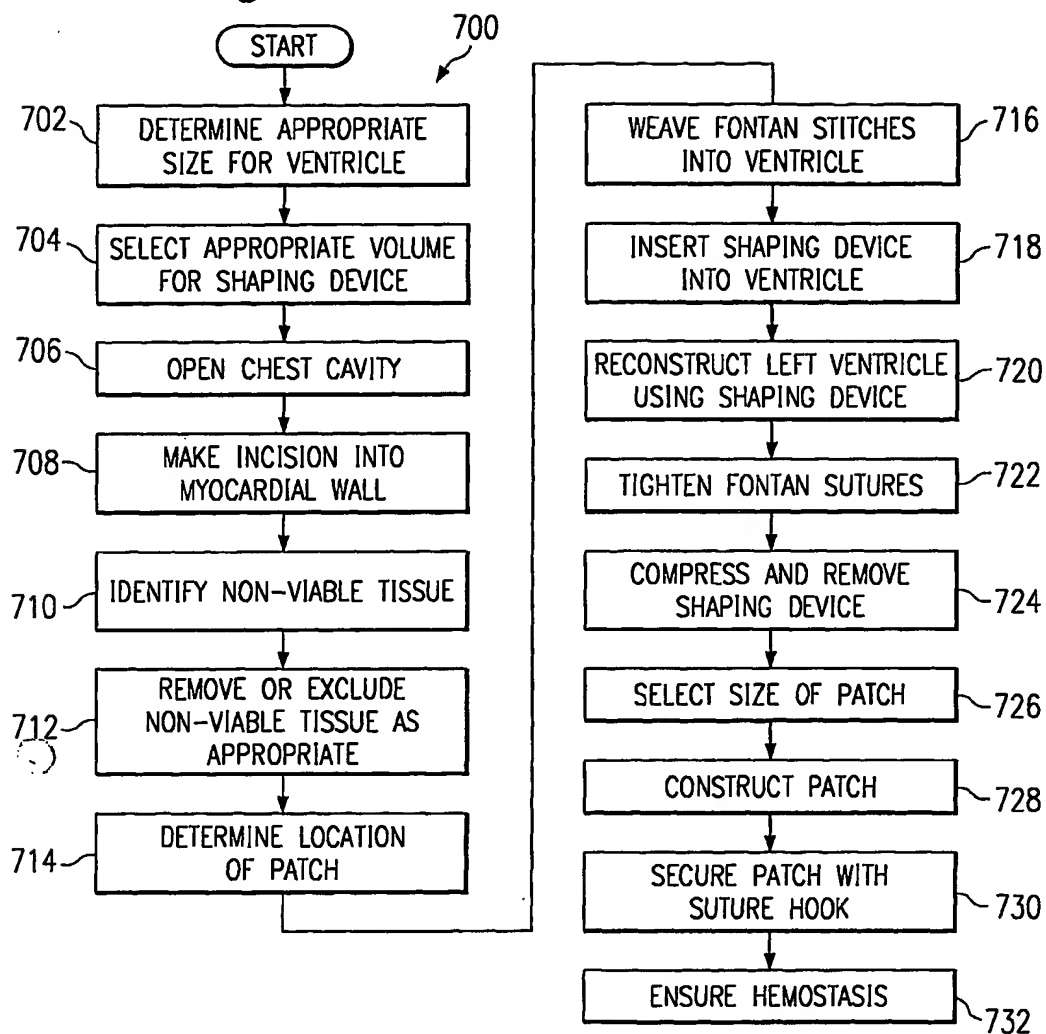 START
700
702
DETERMINE APPROPRIATE
SIZE FOR VENTRICLE
704
SELECT APPROPRIATE VOLUME
FOR SHAPING DEVICE
706
OPEN CHEST CAVITY
708
MAKE INCISION INTO
MYOCARDIAL WALL
710
IDENTIFY NON-VIABLE TISSUE
712
REMOVE OR EXCLUDE
NON-VIABLE TISSUE AS
APPROPRIATE
714
DETERMINE LOCATION
OF PATCH
WEAVE FONTAN STITCHES
INTO VENTRICLE
716
INSERT SHAPING DEVICE
INTO VENTRICLE
718
RECONSTRUCT LEFT VENTRICLE
USING SHAPING DEVICE
720
TIGHTEN FONTAN SUTURES
722
COMPRESS AND REMOVE
SHAPING DEVICE
724
SELECT SIZE OF PATCH
726
CONSTRUCT PATCH
728
SECURE PATCH WITH
SUTURE HOOK
730
ENSURE HEMOSTASIS
732